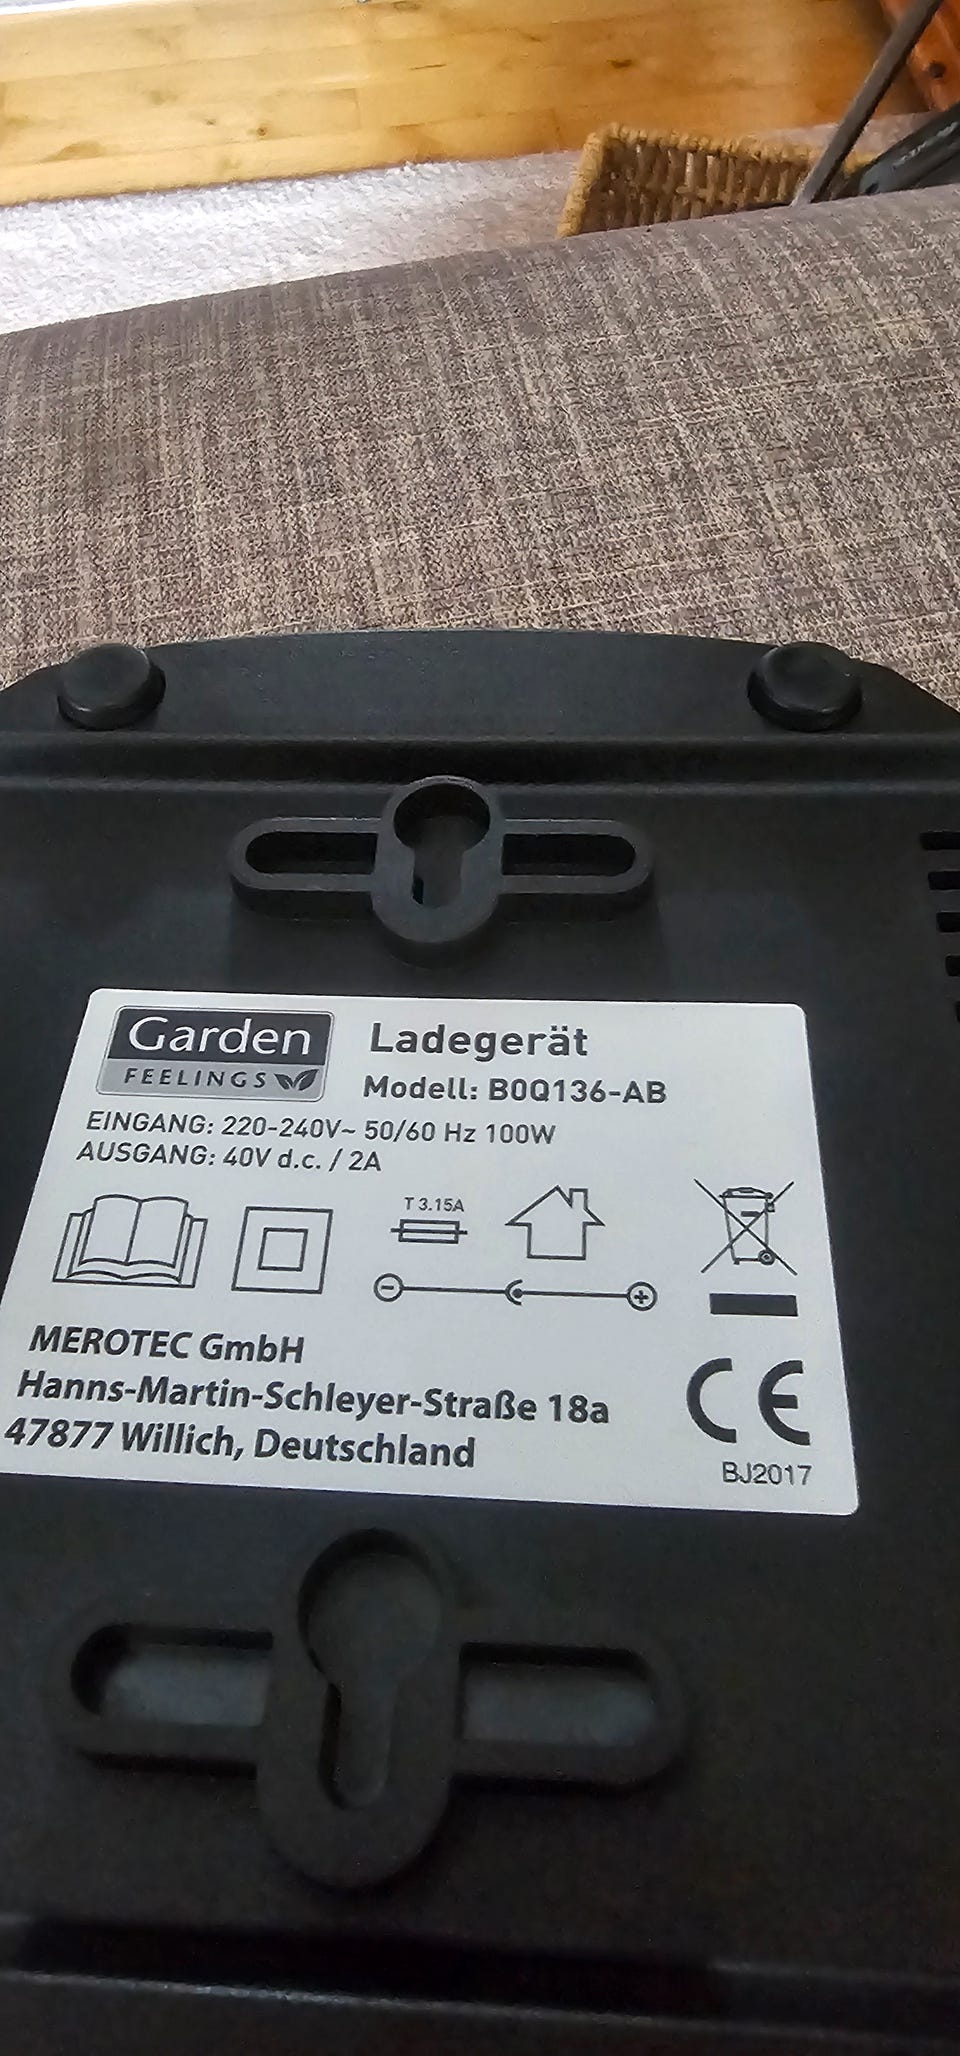 Garden
FEELINGS
Ladegerät
Modell: B0Q136-AB
EINGANG: 220-240V~ 50/60 Hz 100W
AUSGANG: 40V d.c. / 2A
T 3.15A
MEROTEC GmbH
Hanns-Martin-Schleyer-Straße 18a
47877 Willich, Deutschland
CE
BJ2017